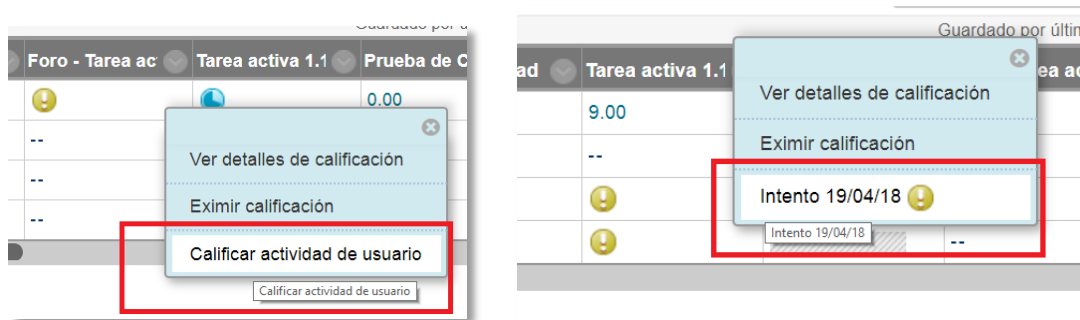 Guardado por
Foro - Tarea ac
Tarea activa 1.1
Prueba de C
0.00
--
--
--
Ver detalles de calificación
Eximir calificación
Calificar actividad de usuario
Calificar actividad de usuario
Guardado por últim
ad
Tarea activa 1.1
ea ac
9.00
--
--
Ver detalles de calificación
Eximir calificación
Intento 19/04/18
Intento 19/04/18